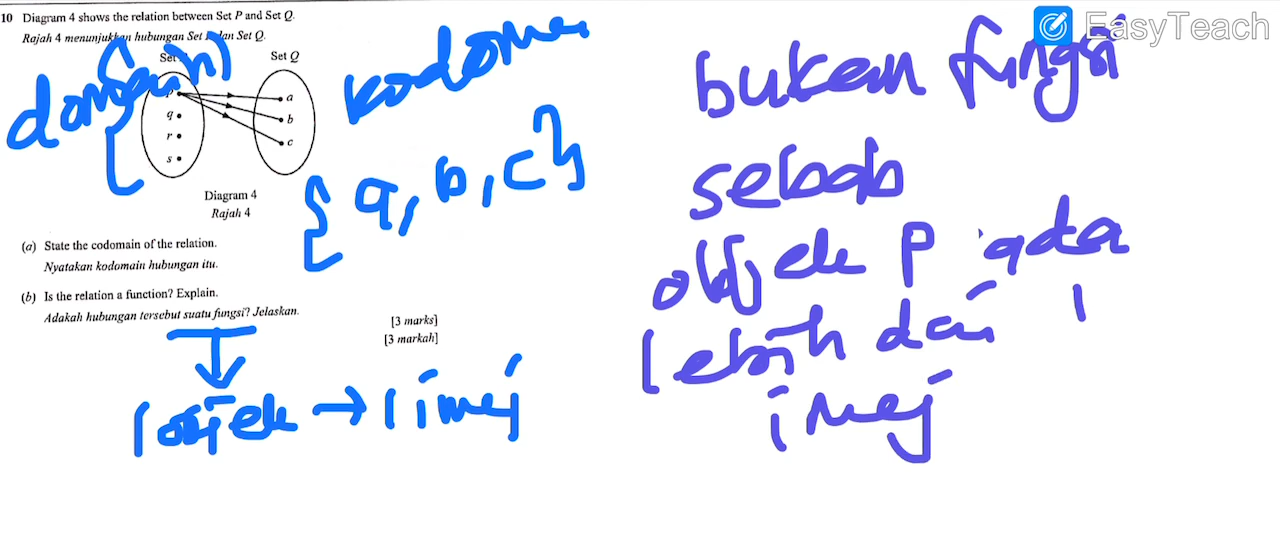 10 Diagram 4 shows the relation between Set P and Set Q.
Rajah 4 menunjukkan hubungan Set dan Set Q.
Set
Set Q
p
q
r
s
a
b
c
Diagram 4
Rajah 4
(a) State the codomain of the relation.
Nyatakan kodomain hubungan itu.
(b) Is the relation a function? Explain.
Adakah hubungan tersebut suatu fungsi? Jelaskan.
[3 marks]
[3 markah]
domain
kodomen
{ a, b, c }
1 objek → 1 imej
EasyTeach
bukan fungsi
sebab
objek P ada
lebih dari 1
imej